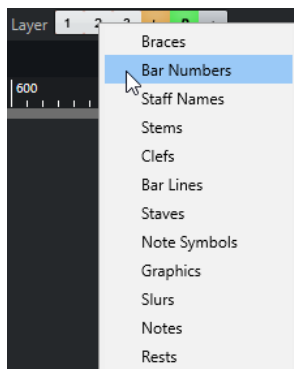 Layer 1 2
Braces
Bar Numbers
600
Staff Names
Stems
Clefs
Bar Lines
Staves
Note Symbols
Graphics
Slurs
Notes
Rests